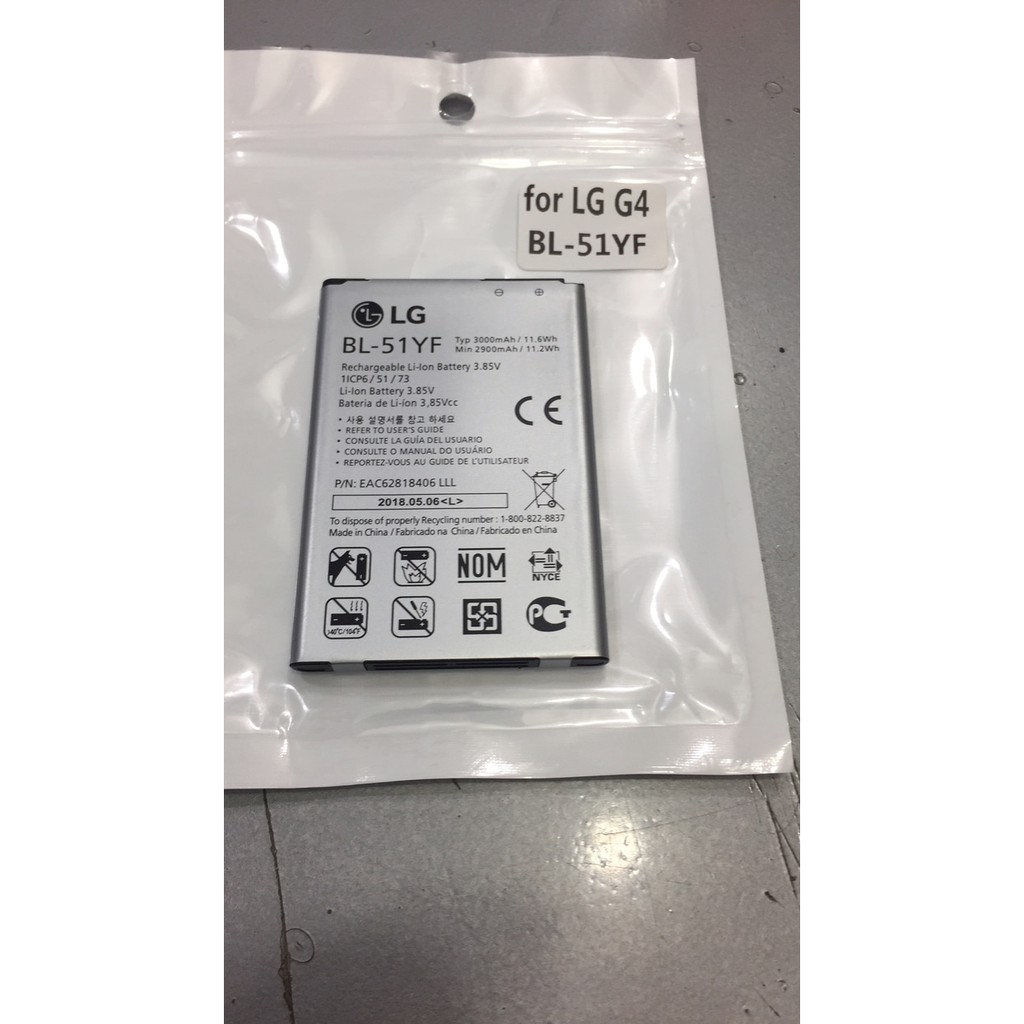 for LG G4
BL-51YF
LG
BL-51YF
Typ 3000mAh / 11.6Wh
Min 2900mAh / 11.2Wh
Rechargeable Li-Ion Battery 3.85V
1ICP6 / 51 / 73
Li-Ion Battery 3.85V
Bateria de Li-íon 3,85Vcc
• 사용 설명서를 참고 하세요
• REFER TO USER'S GUIDE
• CONSULTE LA GUÍA DEL USUARIO
• CONSULTE O MANUAL DO USUÁRIO
• REPORTEZ-VOUS AU GUIDE DE L'UTILISATEUR
CE
P/N: EAC62818406 LLL
2018.05.06<L>
To dispose of properly Recycling number : 1-800-822-8837
Made in China / Fabricado na China / Fabricado en China
NOM
NYCE
>40°C/104°F